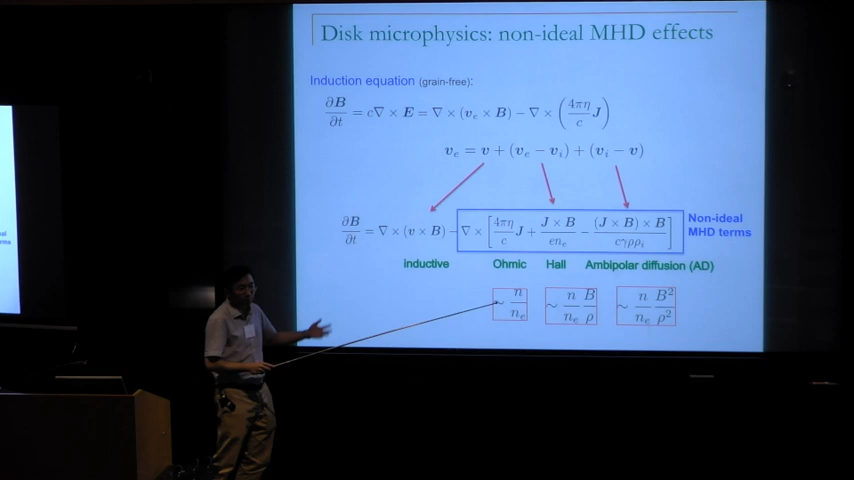 Disk microphysics: non-ideal MHD effects
Induction equation (grain-free):
∂B/∂t = c∇ × E = ∇ × (v_e × B) − ∇ × (4πη/c J)
v_e = v + (v_e − v_i) + (v_i − v)
∂B/∂t = ∇ × (v × B) − ∇ × [4πη/c J + J × B/en_e − (J × B) × B/cγρρ_i]
Non-ideal
MHD terms
inductive Ohmic Hall Ambipolar diffusion (AD)
~ n/n_e ~ n/n_e B/ρ ~ n/n_e B²/ρ²